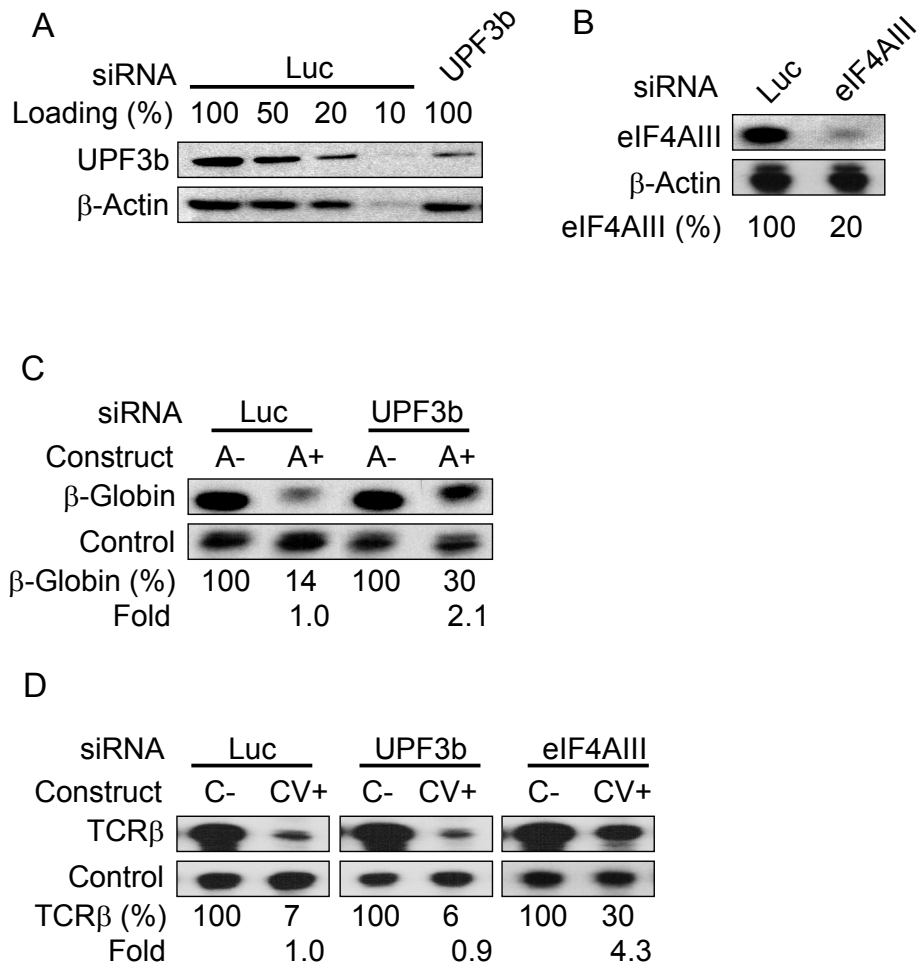 A
siRNA Luc UPF3b
Loading (%) 100 50 20 10 100
UPF3b
β-Actin
B
siRNA Luc eIF4AIII
eIF4AIII
β-Actin
eIF4AIII (%) 100 20
C
siRNA Luc UPF3b
Construct A- A+ A- A+
β-Globin
Control
β-Globin (%) 100 14 100 30
Fold 1.0 2.1
D
siRNA Luc UPF3b eIF4AIII
Construct C- CV+ C- CV+ C- CV+
TCRβ
Control
TCRβ (%) 100 7 100 6 100 30
Fold 1.0 0.9 4.3